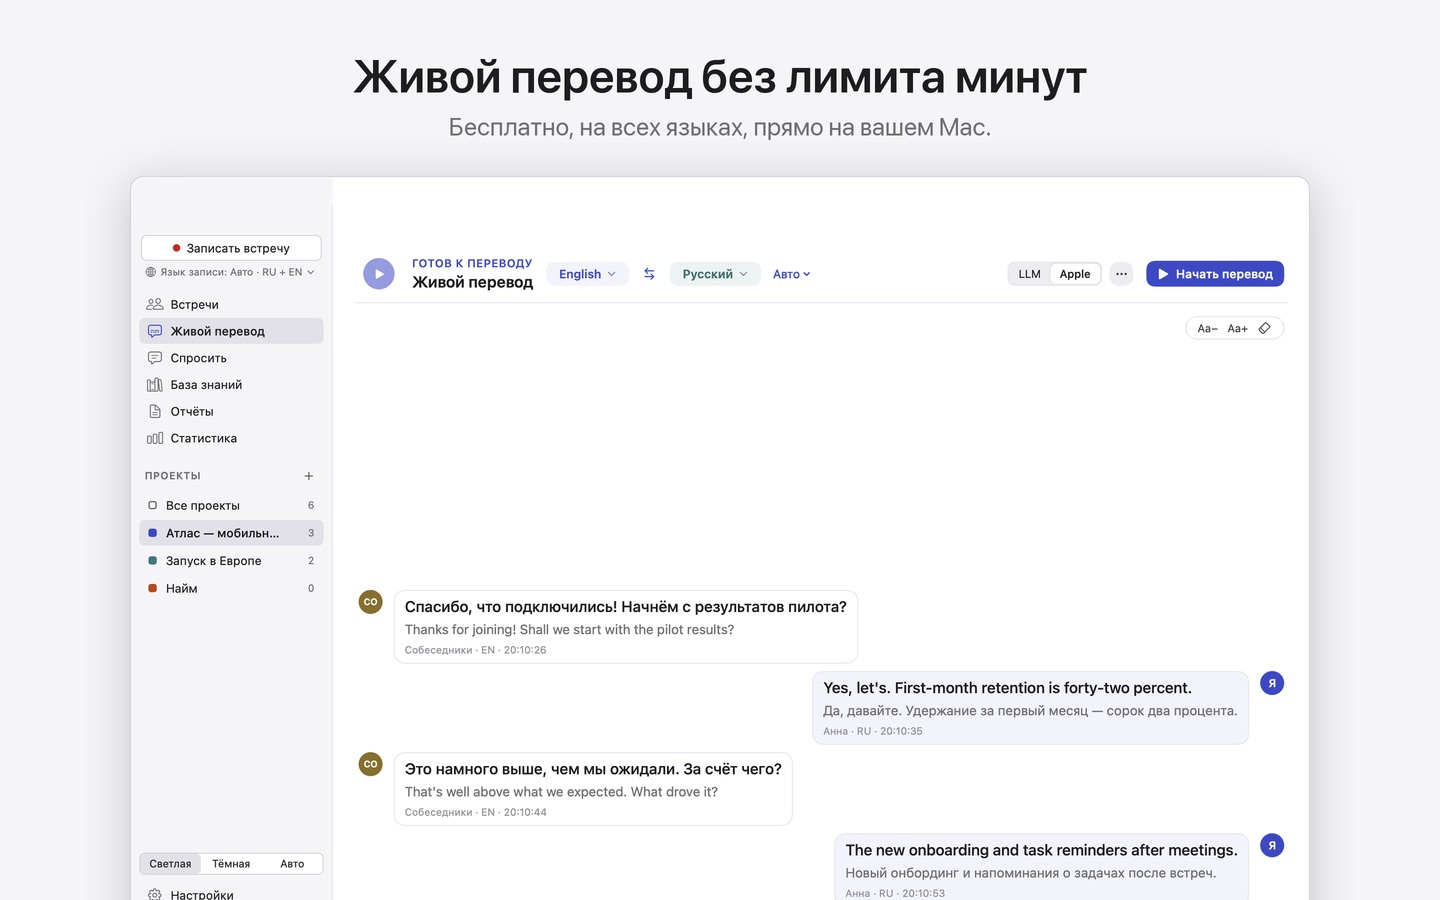 Живой перевод без лимита минут
Бесплатно, на всех языках, прямо на вашем Mac.
Записать встречу
Язык записи: Авто · RU + EN
Встречи
Живой перевод
Спросить
База знаний
Отчёты
Статистика
ПРОЕКТЫ +
Все проекты 6
Атлас — мобильн... 3
Запуск в Европе 2
Найм 0
Светлая Тёмная Авто
Настройки
ГОТОВ К ПЕРЕВОДУ
Живой перевод
English
Русский
Авто
LLM Apple
Начать перевод
Aa− Aa+
CO
Спасибо, что подключились! Начнём с результатов пилота?
Thanks for joining! Shall we start with the pilot results?
Собеседники · EN · 20:10:26
Я
Yes, let's. First-month retention is forty-two percent.
Да, давайте. Удержание за первый месяц — сорок два процента.
Анна · RU · 20:10:35
CO
Это намного выше, чем мы ожидали. За счёт чего?
That's well above what we expected. What drove it?
Собеседники · EN · 20:10:44
Я
The new onboarding and task reminders after meetings.
Новый онбординг и напоминания о задачах после встреч.
Анна · RU · 20:10:53